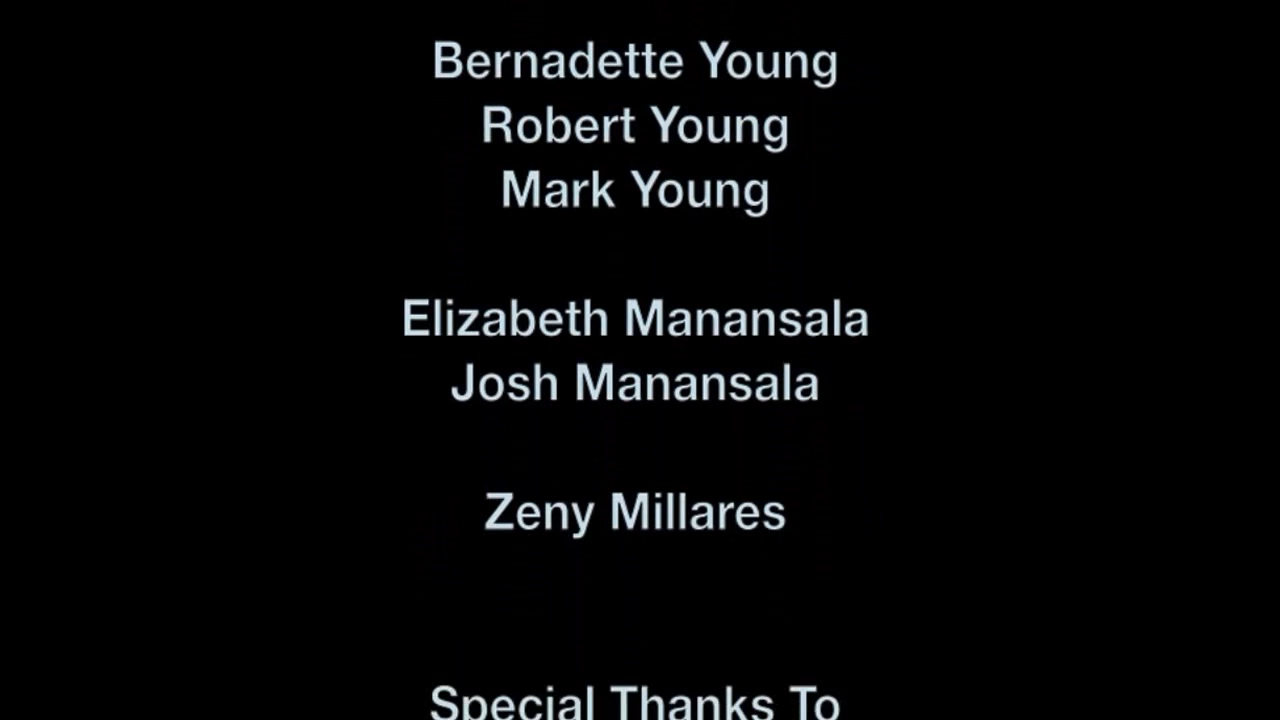 Bernadette Young
Robert Young
Mark Young
Elizabeth Manansala
Josh Manansala
Zeny Millares
Special Thanks To